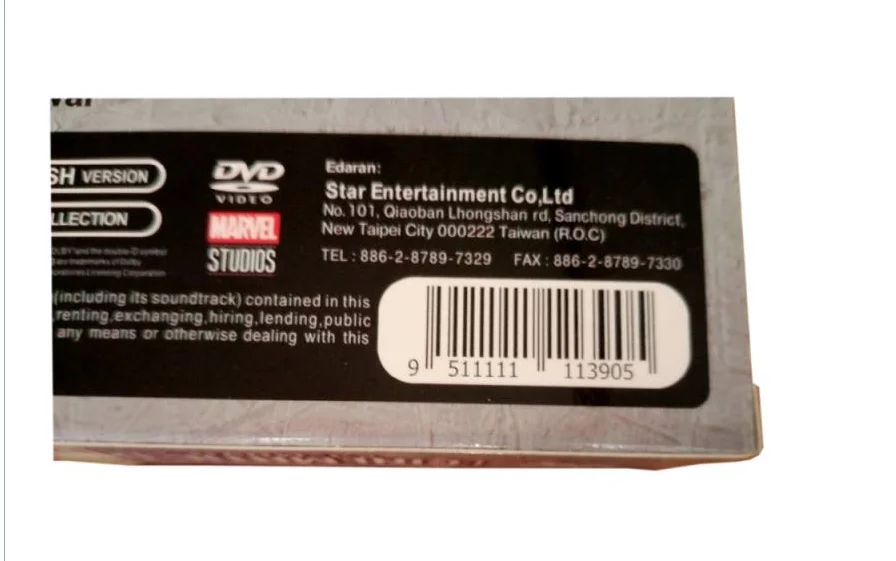 SH VERSION
LLECTION
DVD
VIDEO
MARVEL
STUDIOS
Edaran:
Star Entertainment Co,Ltd
No. 101, Qiaoban Lhongshan rd, Sanchong District,
New Taipei City 000222 Taiwan (R.O.C)
TEL : 886-2-8789-7329 FAX : 886-2-8789-7330
(including its soundtrack) contained in this
,renting,exchanging,hiring,lending,public
any means or otherwise dealing with this
9 511111 113905